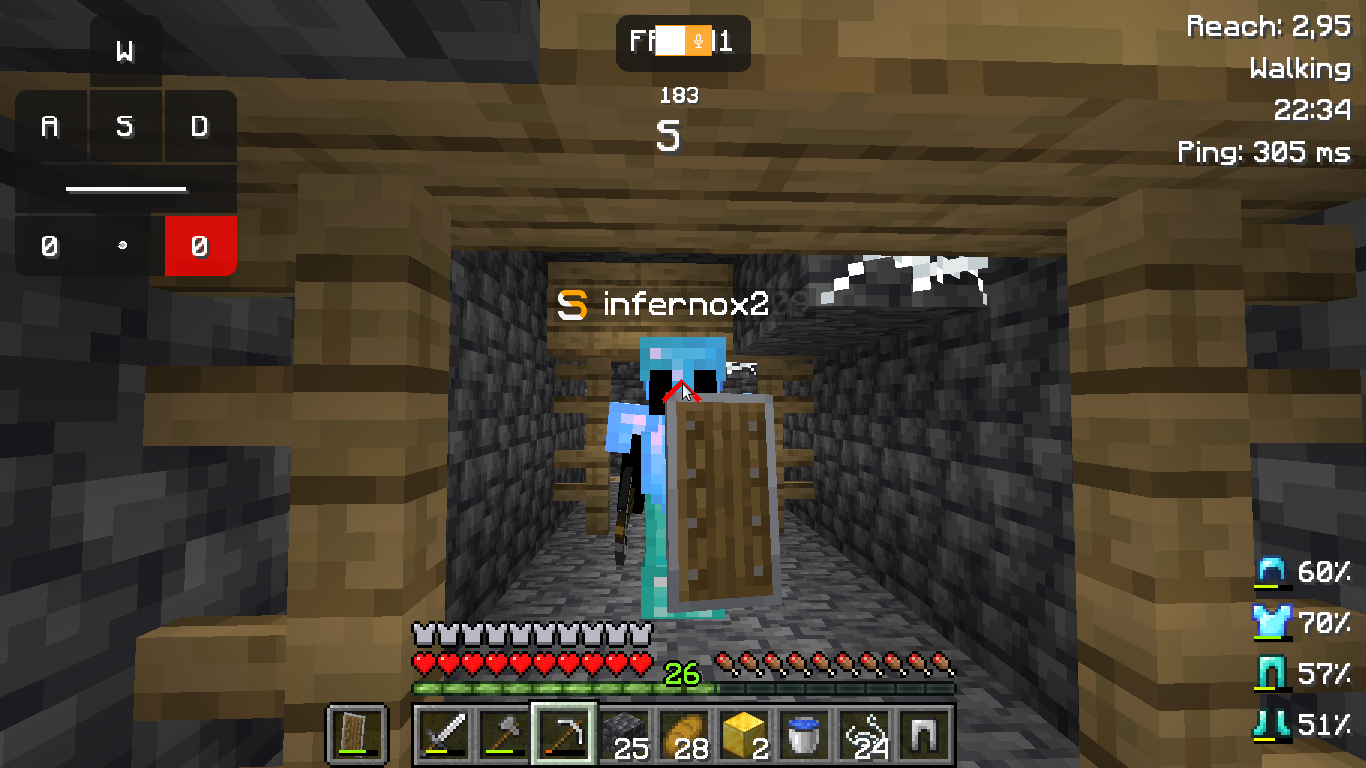 W
A S D
0 0
183
S
Reach: 2,95
Walking
22:34
Ping: 305 ms
S infernox2
26
60%
70%
57%
51%
25 28 2 24